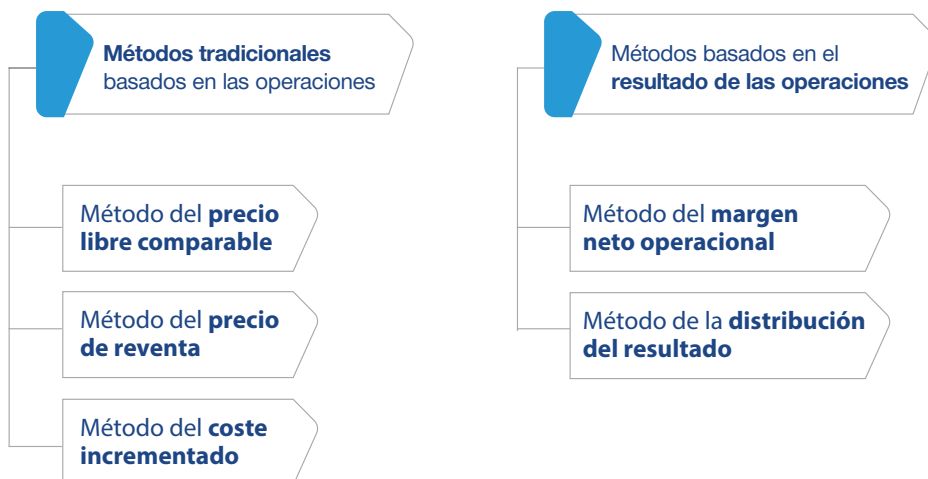 Métodos tradicionales
basados en las operaciones
Método del precio
libre comparable
Método del precio
de reventa
Método del coste
incrementado
Métodos basados en el
resultado de las operaciones
Método del margen
neto operacional
Método de la distribución
del resultado